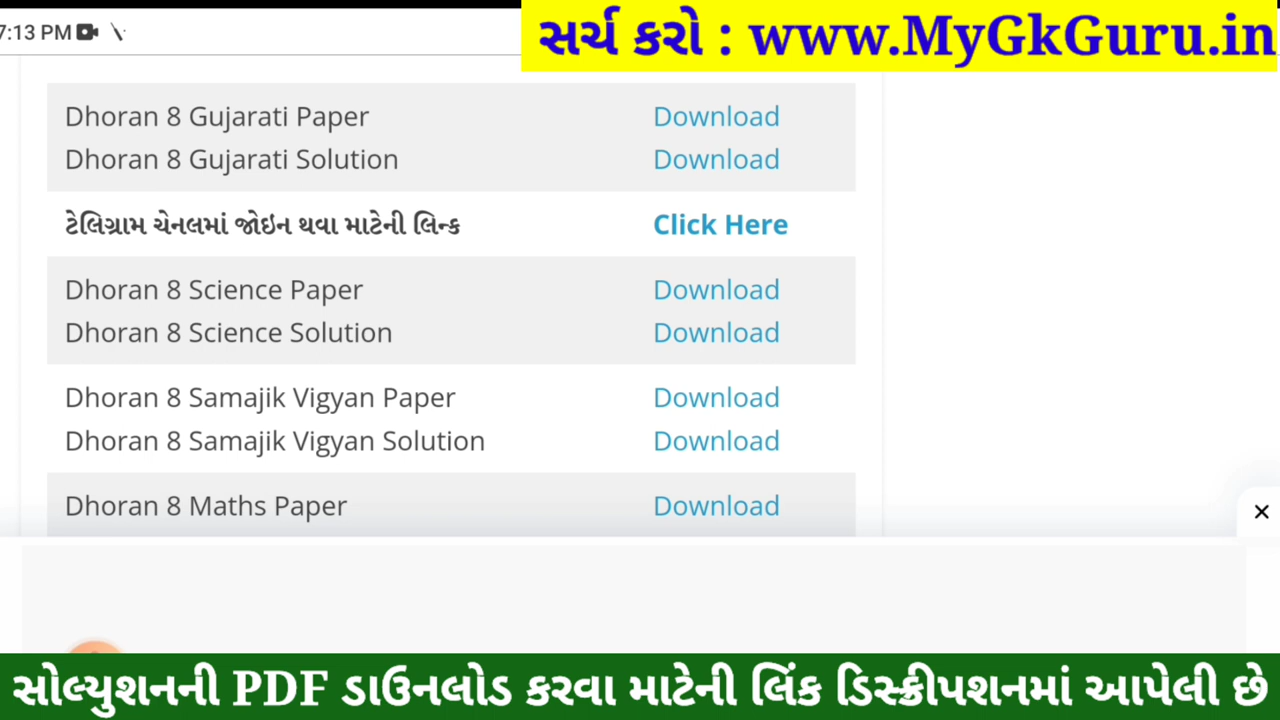 7:13 PM
સર્ચ કરો : www.MyGkGuru.in
Dhoran 8 Gujarati Paper Download
Dhoran 8 Gujarati Solution Download
ટેલિગ્રામ ચેનલમાં જોઇન થવા માટેની લિન્ક Click Here
Dhoran 8 Science Paper Download
Dhoran 8 Science Solution Download
Dhoran 8 Samajik Vigyan Paper Download
Dhoran 8 Samajik Vigyan Solution Download
Dhoran 8 Maths Paper Download
સોલ્યુશનની PDF ડાઉનલોડ કરવા માટેની લિંક ડિસ્ક્રીપશનમાં આપેલી છે